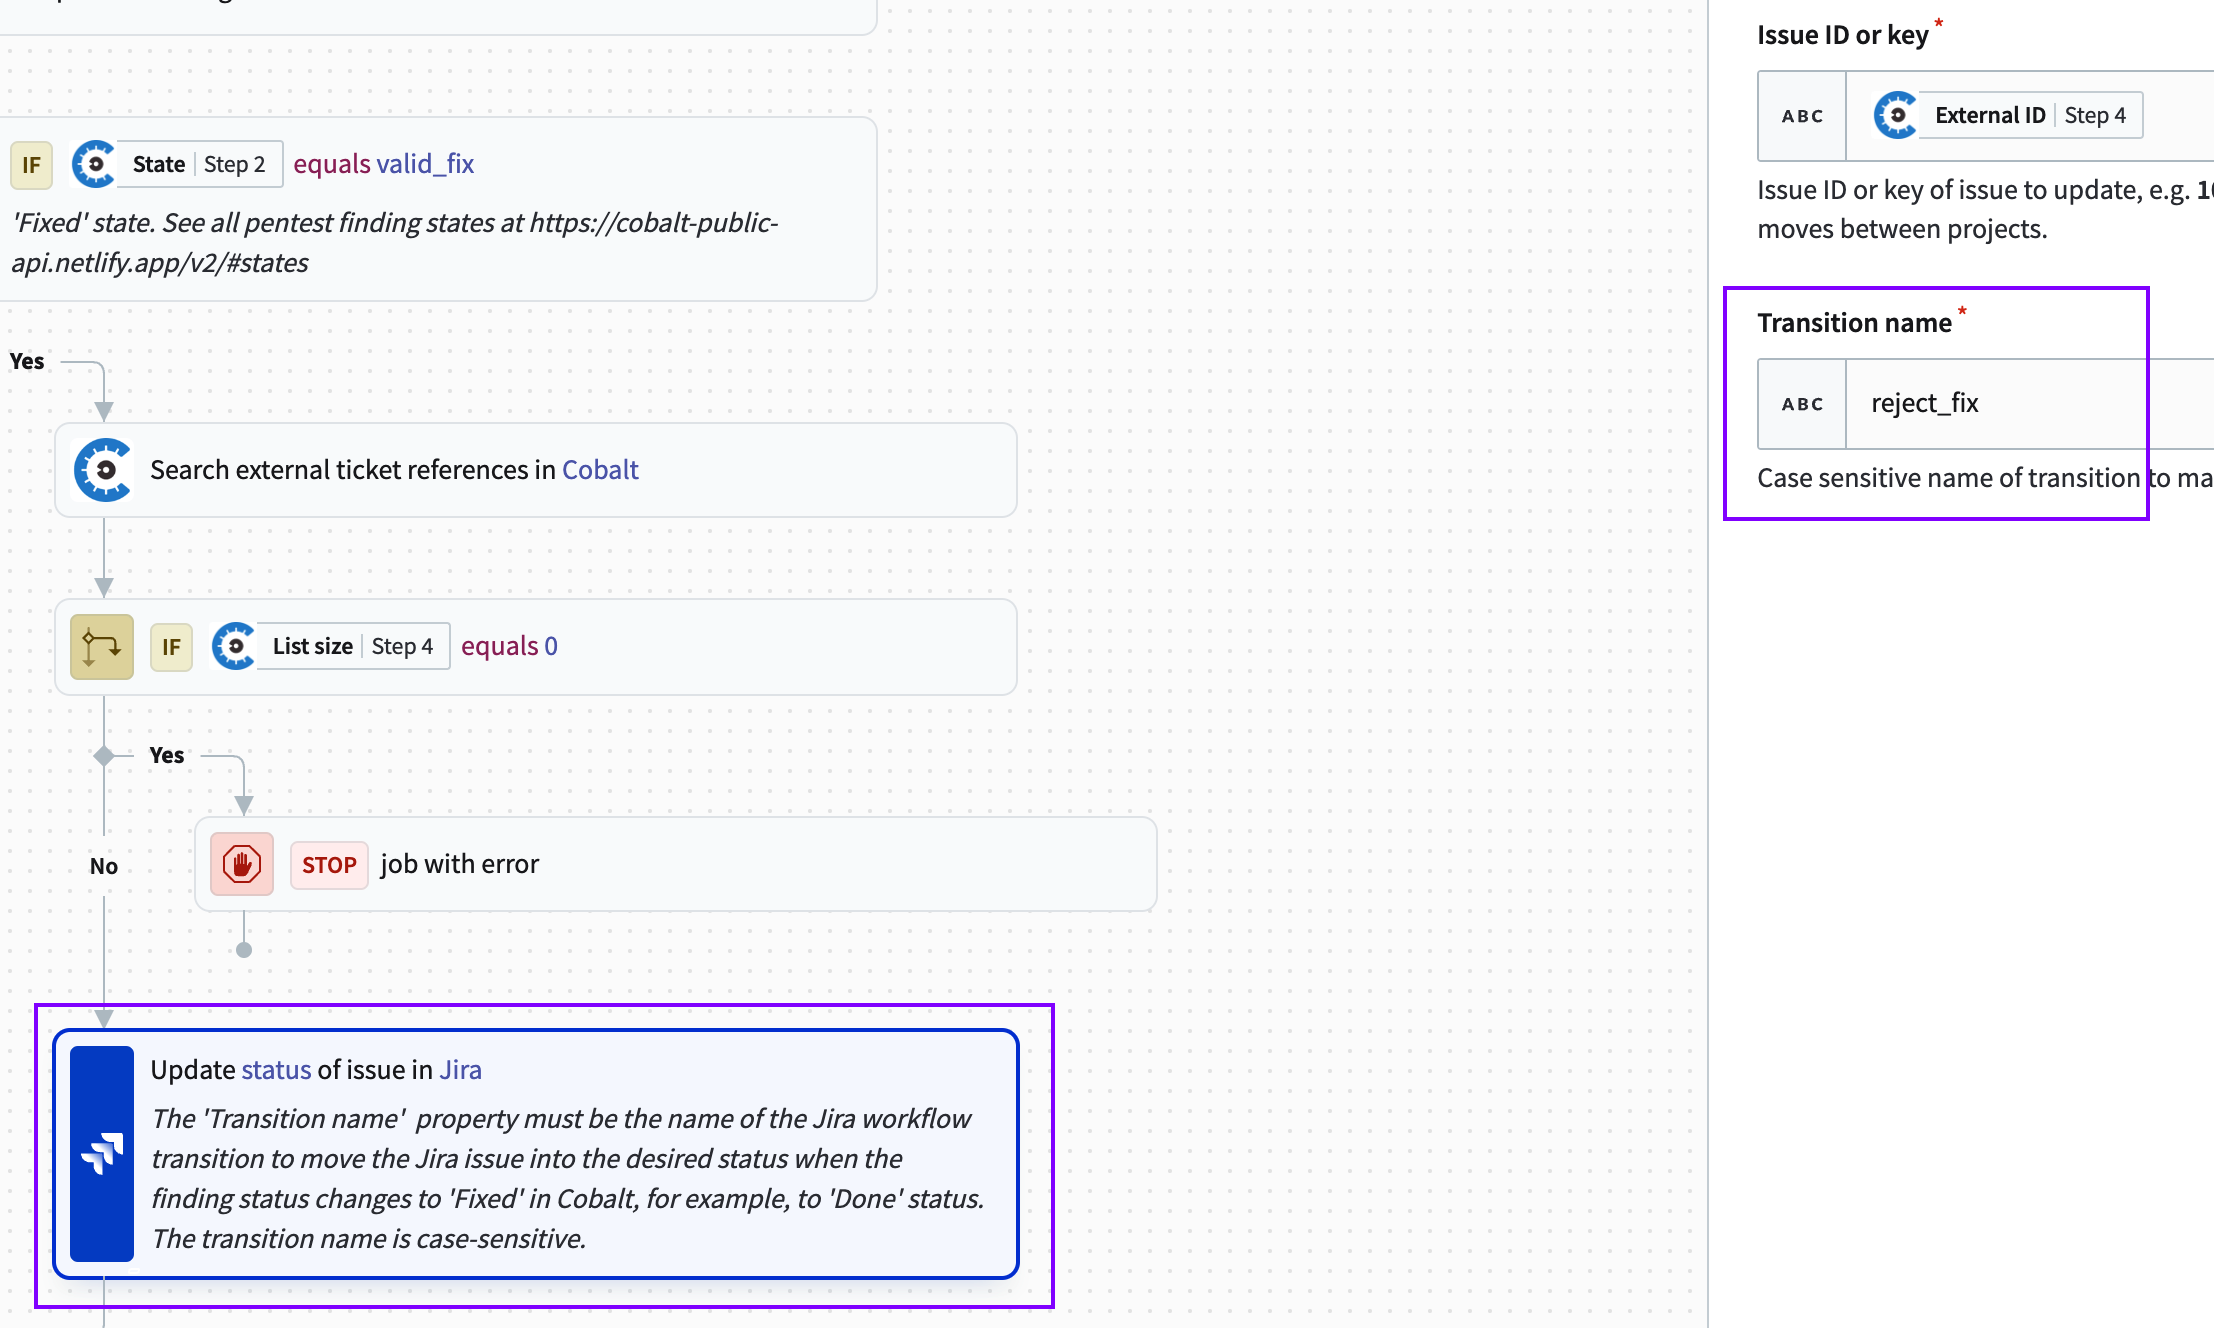 IF State Step 2 equals valid_fix
'Fixed' state. See all pentest finding states at https://cobalt-public-
api.netlify.app/v2/#states
Yes
Search external ticket references in Cobalt
IF List size Step 4 equals 0
Yes
No
STOP job with error
Update status of issue in Jira
The 'Transition name' property must be the name of the Jira workflow
transition to move the Jira issue into the desired status when the
finding status changes to 'Fixed' in Cobalt, for example, to 'Done' status.
The transition name is case-sensitive.
Issue ID or key *
ABC External ID Step 4
Issue ID or key of issue to update, e.g.
moves between projects.
Transition name *
ABC reject_fix
Case sensitive name of transition to